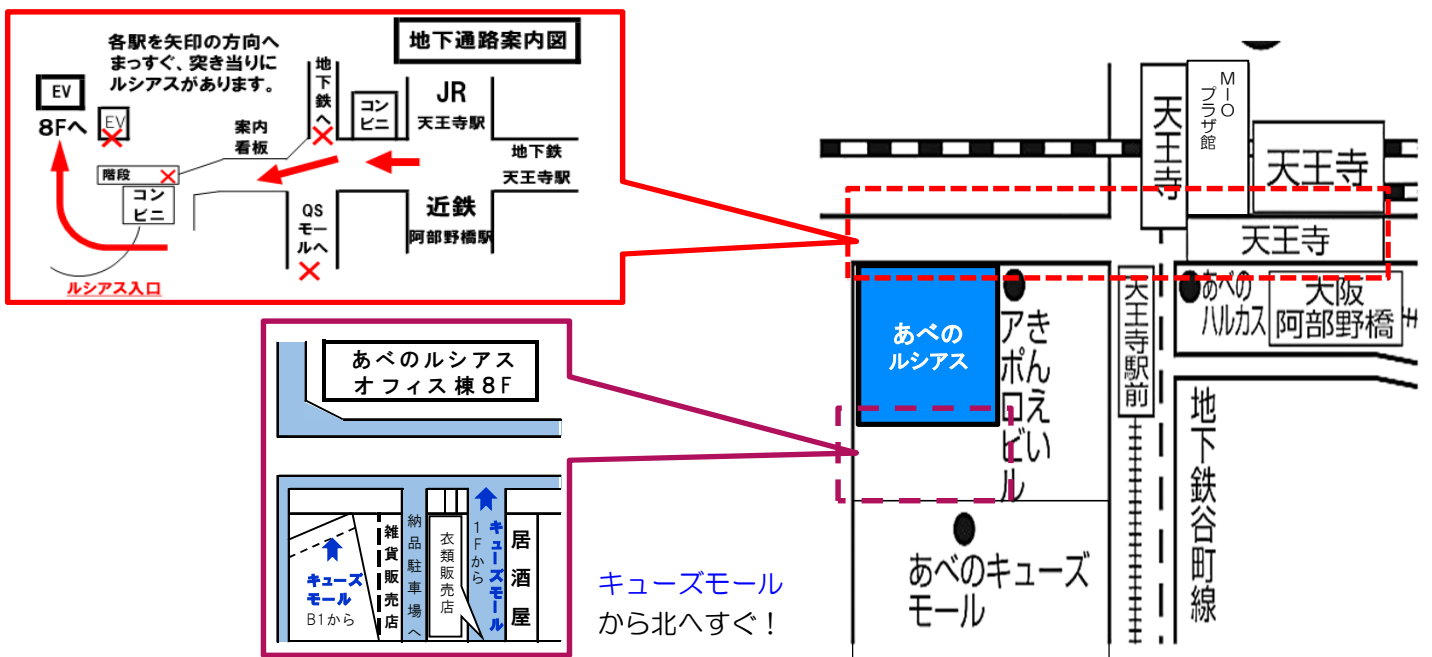 地下通路案内図
各駅を矢印の方向へ
まっすぐ、突き当りに
ルシアスがあります。
EV
8Fへ
EV
案内
看板
地下鉄へ
コン
ビニ
JR
天王寺駅
地下鉄
天王寺駅
階段
コン
ビニ
QS
モールへ
近鉄
阿部野橋駅
ルシアス入口
あべのルシアス
オフィス棟8F
キューズ
モール
B1から
雑貨販売店
納品駐車場へ
衣類販売店
1Fから
キューズモール
居酒屋
キューズモール
から北へすぐ！
天王寺
MIO
プラザ館
天王寺
天王寺
あべの
ルシアス
きんえい
アポロビル
天王寺駅前
あべの
ハルカス
大阪
阿部野橋
地下鉄谷町線
あべのキューズ
モール